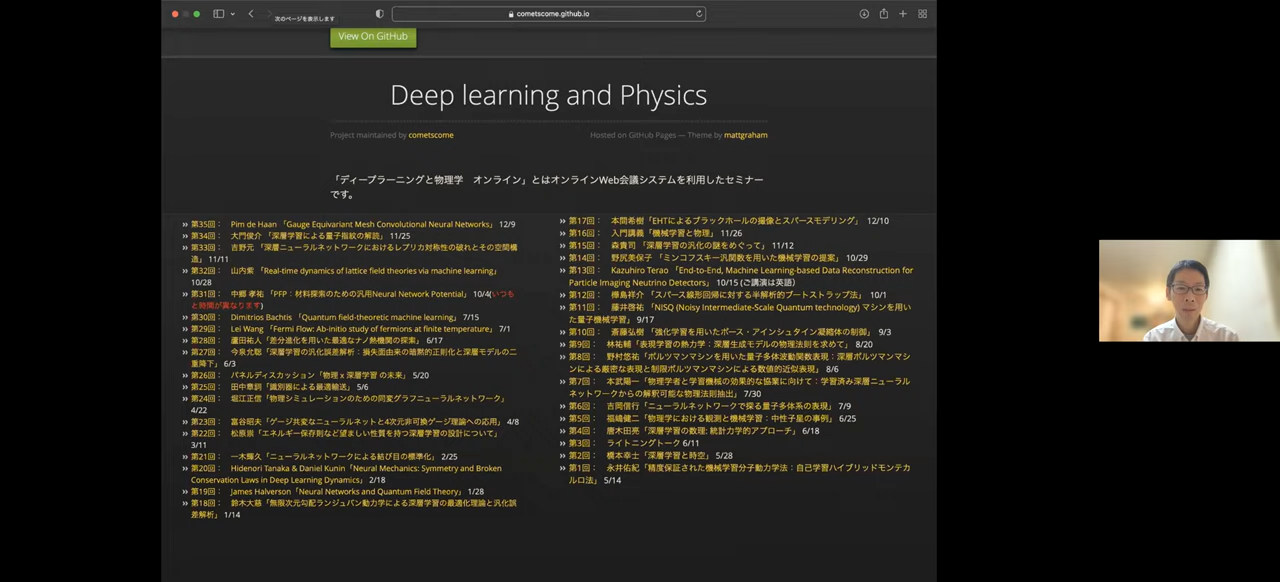 次のページを表示します
cometscome.github.io
View On GitHub
Deep learning and Physics
Project maintained by cometscome
Hosted on GitHub Pages — Theme by mattgraham
「ディープラーニングと物理学　オンライン」とはオンラインWeb会議システムを利用したセミナー
です。
»› 第35回： Pim de Haan 「Gauge Equivariant Mesh Convolutional Neural Networks」 12/9
»› 第34回： 大門俊介「深層学習による量子指紋の解読」 11/25
»› 第33回： 吉野元 「深層ニューラルネットワークにおけるレプリカ対称性の破れとその空間構
造」 11/11
»› 第32回： 山内紫 「Real-time dynamics of lattice field theories via machine learning」
10/28
»› 第31回： 中郷 孝祐 「PFP：材料探索のための汎用Neural Network Potential」 10/4(いつも
と時間が異なります)
»› 第30回： Dimitrios Bachtis 「Quantum field-theoretic machine learning」 7/15
»› 第29回： Lei Wang 「Fermi Flow: Ab-initio study of fermions at finite temperature」 7/1
»› 第28回： 蘆田祐人 「差分進化を用いた最適なナノ熱機関の探索」 6/17
»› 第27回： 今泉允聡 「深層学習の汎化誤差解析：損失面由来の暗黙的正則化と深層モデルの二
重降下」 6/3
»› 第26回： パネルディスカッション 「物理 x 深層学習 の未来」 5/20
»› 第25回： 田中章詞 「識別器による最適輸送」 5/6
»› 第24回： 堀江正信 「物理シミュレーションのための同変グラフニューラルネットワーク」
4/22
»› 第23回： 富谷昭夫「ゲージ共変なニューラルネットと4次元非可換ゲージ理論への応用」 4/8
»› 第22回： 松原崇 「エネルギー保存則など望ましい性質を持つ深層学習の設計について」
3/11
»› 第21回： 一木輝久 「ニューラルネットワークによる結び目の標準化」 2/25
»› 第20回： Hidenori Tanaka & Daniel Kunin 「Neural Mechanics: Symmetry and Broken
Conservation Laws in Deep Learning Dynamics」 2/18
»› 第19回： James Halverson 「Neural Networks and Quantum Field Theory」 1/28
»› 第18回： 鈴木大慈 「無限次元勾配ランジュバン動力学による深層学習の最適化理論と汎化誤
差解析」 1/14
»› 第17回： 本間希樹「EHTによるブラックホールの撮像とスパースモデリング」 12/10
»› 第16回： 入門講義「機械学習と物理」 11/26
»› 第15回： 森貴司 「深層学習の汎化の謎をめぐって」 11/12
»› 第14回： 野尻美保子 「ミンコフスキー汎関数を用いた機械学習の提案」 10/29
»› 第13回： Kazuhiro Terao 「End-to-End, Machine Learning-based Data Reconstruction for
Particle Imaging Neutrino Detectors」 10/15 (ご講演は英語)
»› 第12回： 樺島祥介 「スパース線形回帰に対する半解析的ブートストラップ法」 10/1
»› 第11回： 藤井啓祐 「NISQ (Noisy Intermediate-Scale Quantum technology) マシンを用い
た量子機械学習」 9/17
»› 第10回： 斎藤弘樹 「強化学習を用いたボース・アインシュタイン凝縮体の制御」 9/3
»› 第9回： 林祐輔「表現学習の熱力学：深層生成モデルの物理法則を求めて」 8/20
»› 第8回： 野村悠祐「ボルツマンマシンを用いた量子多体波動関数表現：深層ボルツマンマシ
ンによる厳密な表現と制限ボルツマンマシンによる数値的近似表現」 8/6
»› 第7回： 本武陽一 「物理学者と学習機械の効果的な協業に向けて：学習済み深層ニューラル
ネットワークからの解釈可能な物理法則抽出」 7/30
»› 第6回： 吉岡信行 「ニューラルネットワークで探る量子多体系の表現」 7/9
»› 第5回： 福嶋健二 「物理学における観測と機械学習：中性子星の事例」 6/25
»› 第4回： 唐木田亮 「深層学習の数理: 統計力学的アプローチ」 6/18
»› 第3回： ライトニングトーク 6/11
»› 第2回： 橋本幸士 「深層学習と時空」 5/28
»› 第1回： 永井佑紀「精度保証された機械学習分子動力学法：自己学習ハイブリッドモンテカ
ルロ法」 5/14